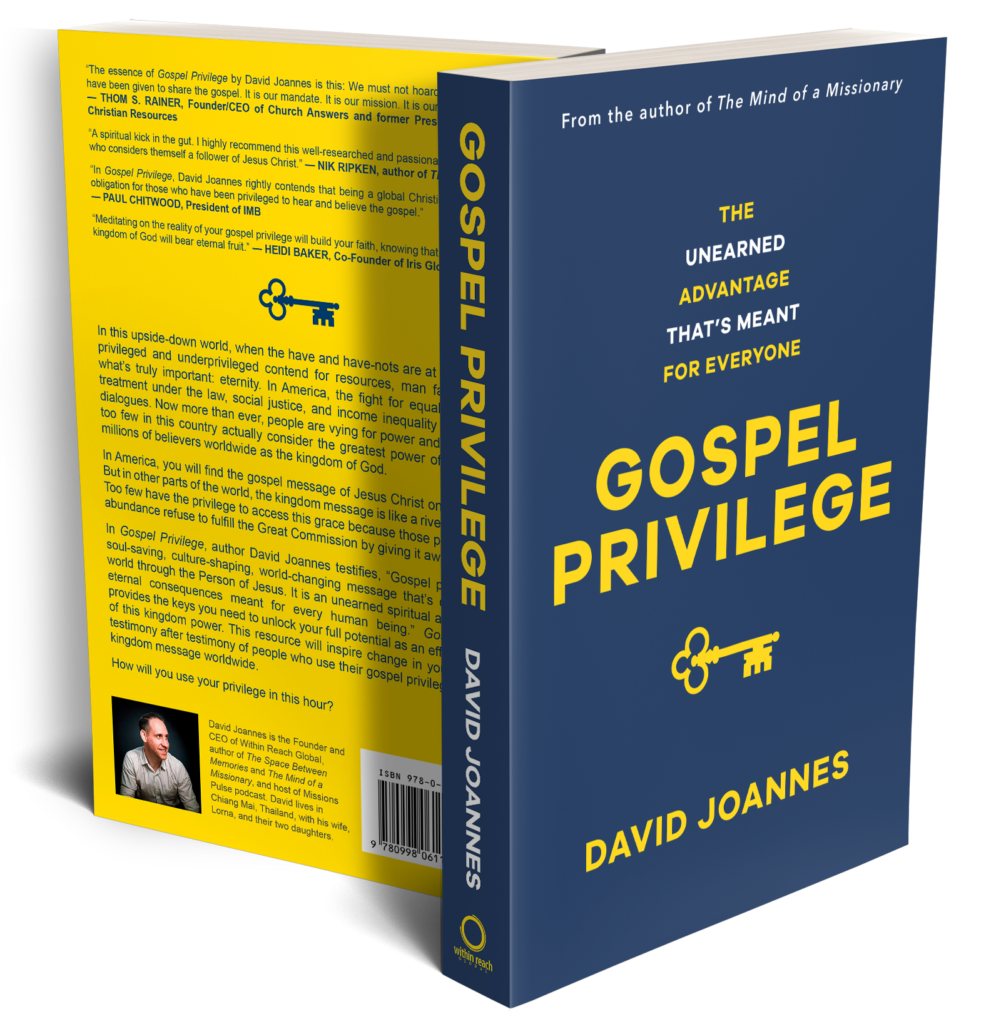 "The essence of Gospel Privilege by David Joannes is this: We must not hoard
have been given to share the gospel. It is our mandate. It is our mission. It is our
— THOM S. RAINER, Founder/CEO of Church Answers and former Pres
Christian Resources
"A spiritual kick in the gut. I highly recommend this well-researched and passiona
who considers themself a follower of Jesus Christ." — NIK RIPKEN, author of T
"In Gospel Privilege, David Joannes rightly contends that being a global Christi
obligation for those who have been privileged to hear and believe the gospel."
— PAUL CHITWOOD, President of IMB
"Meditating on the reality of your gospel privilege will build your faith, knowing that
kingdom of God will bear eternal fruit." — HEIDI BAKER, Co-Founder of Iris Glo
In this upside-down world, when the have and have-nots are at
privileged and underprivileged contend for resources, man fa
what's truly important: eternity. In America, the fight for equal
treatment under the law, social justice, and income inequality
dialogues. Now more than ever, people are vying for power and
too few in this country actually consider the greatest power of
millions of believers worldwide as the kingdom of God.
In America, you will find the gospel message of Jesus Christ on
But in other parts of the world, the kingdom message is like a rive
Too few have the privilege to access this grace because those p
abundance refuse to fulfill the Great Commission by giving it aw
In Gospel Privilege, author David Joannes testifies, "Gospel p
soul-saving, culture-shaping, world-changing message that's
world through the Person of Jesus. It is an unearned spiritual a
eternal consequences meant for every human being." Go
provides the keys you need to unlock your full potential as an eff
of this kingdom power. This resource will inspire change in yo
testimony after testimony of people who use their gospel privileg
kingdom message worldwide.
How will you use your privilege in this hour?
David Joannes is the Founder and
CEO of Within Reach Global,
author of The Space Between
Memories and The Mind of a
Missionary, and host of Missions
Pulse podcast. David lives in
Chiang Mai, Thailand, with his wife,
Lorna, and their two daughters.
ISBN 978-0-
9 780998 061
GOSPEL PRIVILEGE DAVID JOANNES
within reach
From the author of The Mind of a Missionary
THE
UNEARNED
ADVANTAGE
THAT'S MEANT
FOR EVERYONE
GOSPEL
PRIVILEGE
DAVID JOANNES